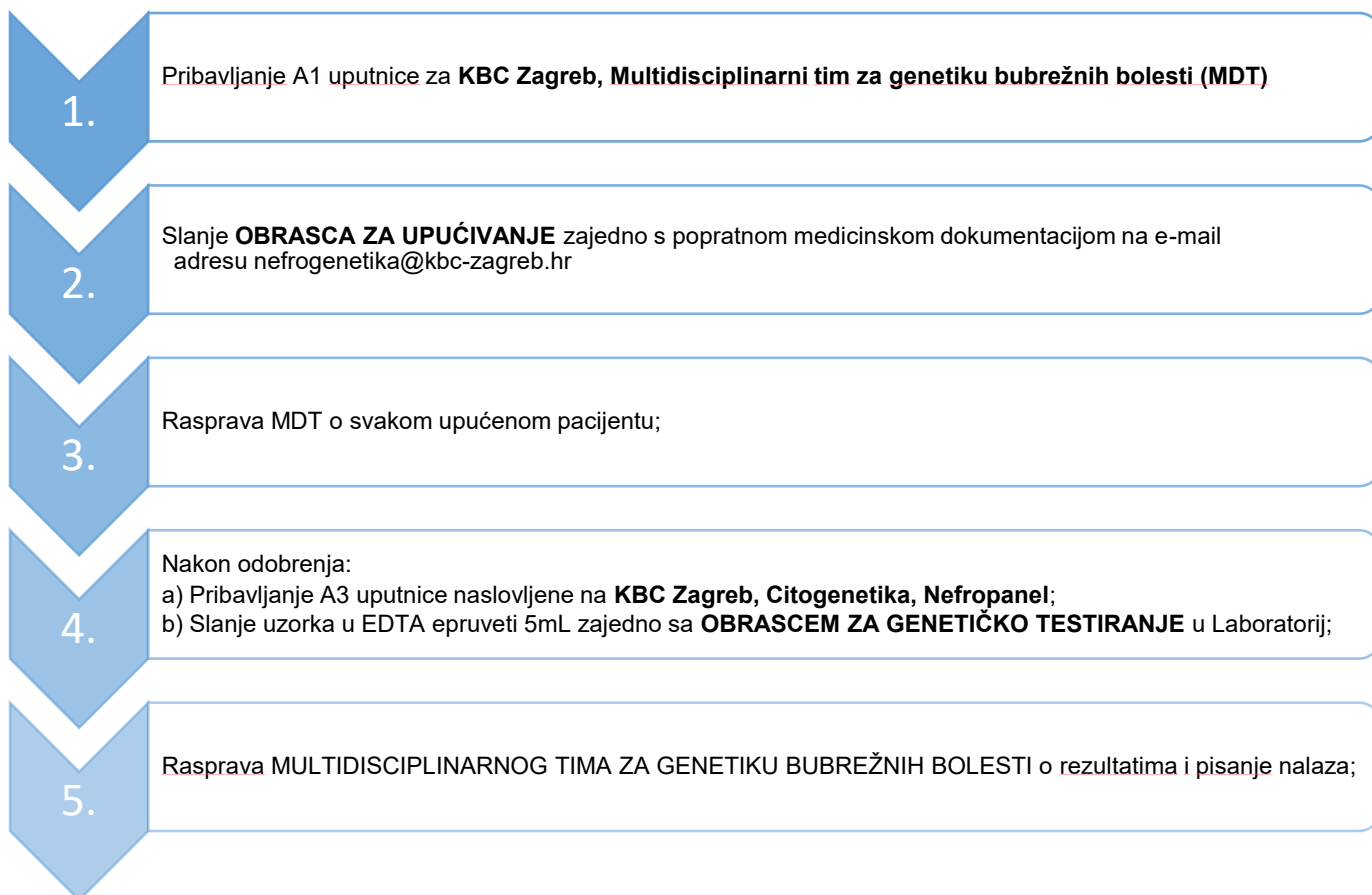 1.
Pribavljanje A1 uputnice za KBC Zagreb, Multidisciplinarni tim za genetiku bubrežnih bolesti (MDT)
2.
Slanje OBRASCA ZA UPUĆIVANJE zajedno s popratnom medicinskom dokumentacijom na e-mail
adresu nefrogenetika@kbc-zagreb.hr
3.
Rasprava MDT o svakom upućenom pacijentu;
4.
Nakon odobrenja:
a) Pribavljanje A3 uputnice naslovljene na KBC Zagreb, Citogenetika, Nefropanel;
b) Slanje uzorka u EDTA epruveti 5mL zajedno sa OBRASCEM ZA GENETIČKO TESTIRANJE u Laboratorij;
5.
Rasprava MULTIDISCIPLINARNOG TIMA ZA GENETIKU BUBREŽNIH BOLESTI o rezultatima i pisanje nalaza;